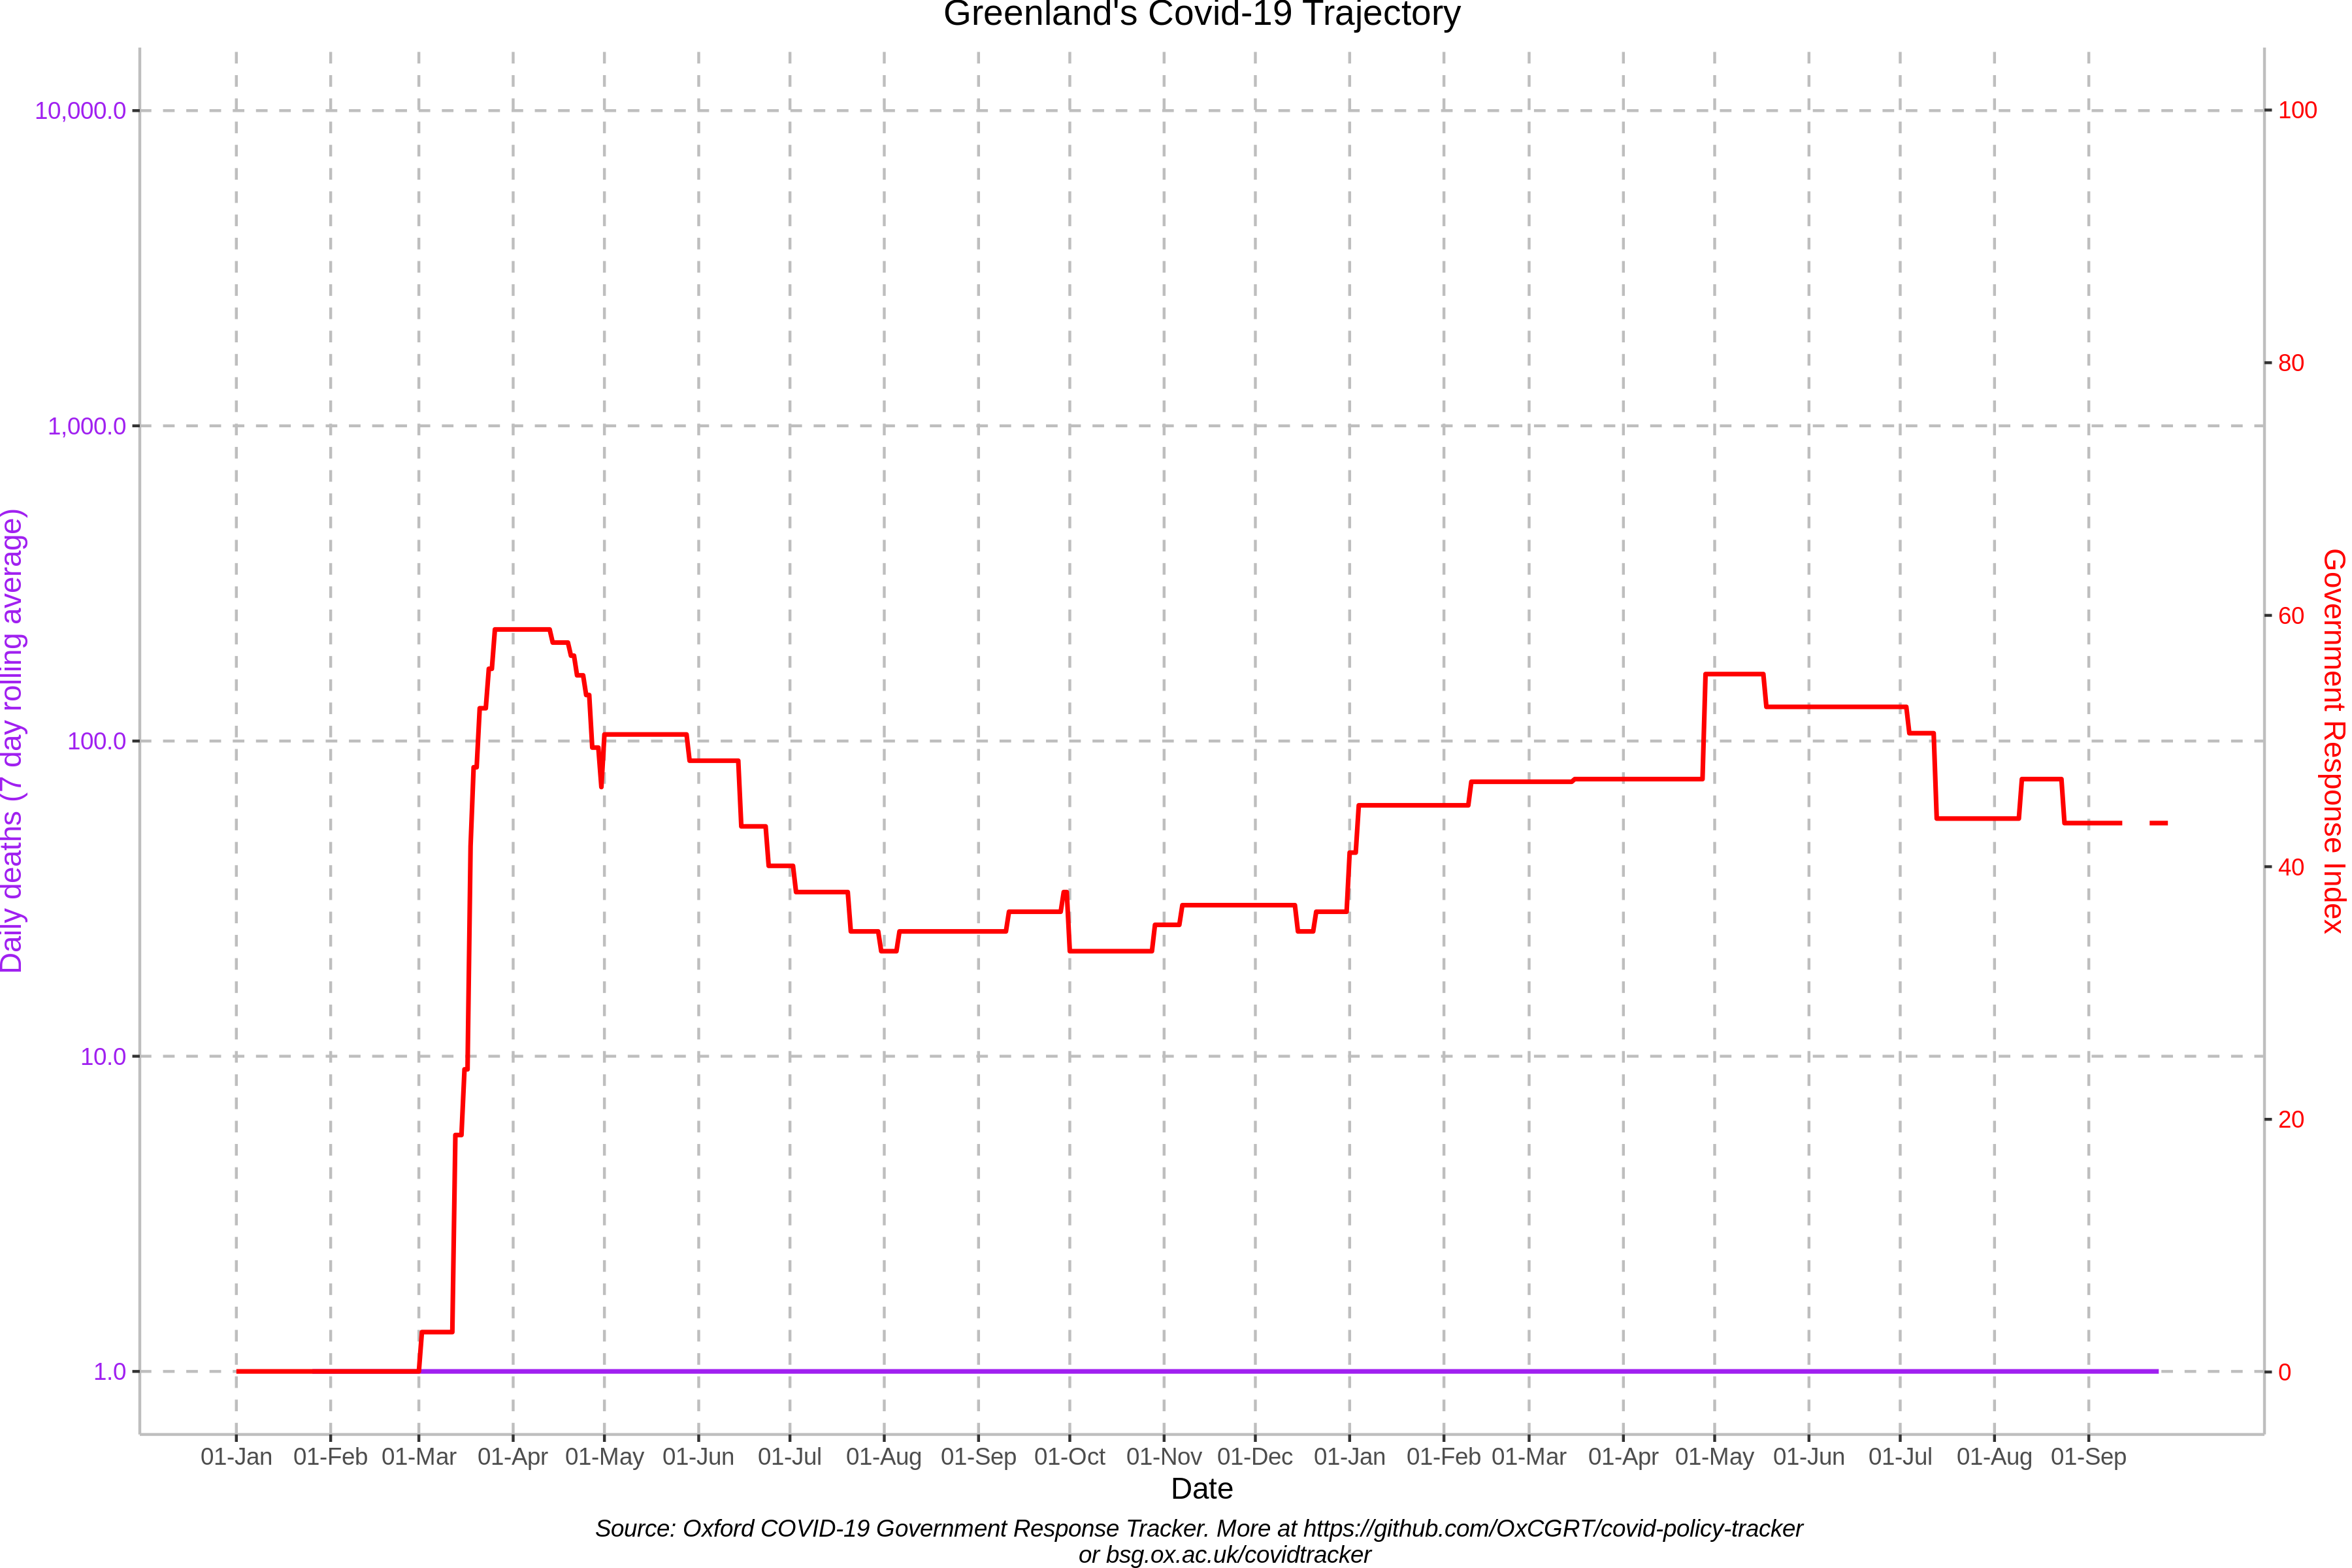 Greenland's Covid-19 Trajectory
10,000.0
1,000.0
100.0
10.0
1.0
Daily deaths (7 day rolling average)
100
80
60
40
20
0
Government Response Index
01-Jan 01-Feb 01-Mar 01-Apr 01-May 01-Jun 01-Jul 01-Aug 01-Sep 01-Oct 01-Nov 01-Dec 01-Jan 01-Feb 01-Mar 01-Apr 01-May 01-Jun 01-Jul 01-Aug 01-Sep
Date
Source: Oxford COVID-19 Government Response Tracker. More at https://github.com/OxCGRT/covid-policy-tracker
or bsg.ox.ac.uk/covidtracker